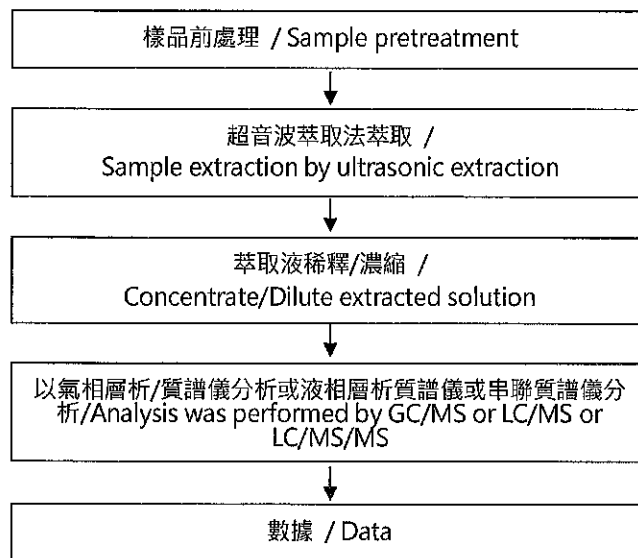 樣品前處理 / Sample pretreatment
超音波萃取法萃取 /
Sample extraction by ultrasonic extraction
萃取液稀釋/濃縮 /
Concentrate/Dilute extracted solution
以氣相層析/質譜儀分析或液相層析質譜儀或串聯質譜儀分
析/Analysis was performed by GC/MS or LC/MS or
LC/MS/MS
數據 / Data